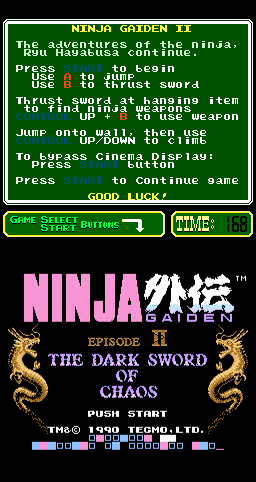 NINJA GAIDEN II
The adventures of the ninja,
Ryu Hayabusa continue.
Press START to begin
Use A to jump
Use B to thrust sword
Thrust sword at hanging item
to find ninja weapons
CONTROL UP + B to use weapon
Jump onto wall, then use
CONTROL UP/DOWN to climb
To bypass Cinema Display:
Press START button
Press START to Continue game
GOOD LUCK!
GAME SELECT
START BUTTONS
TIME: 168
NINJA 外伝 TM
GAIDEN
EPISODE II
THE DARK SWORD
OF
CHAOS
PUSH START
TM&© 1990 TECMO,LTD.